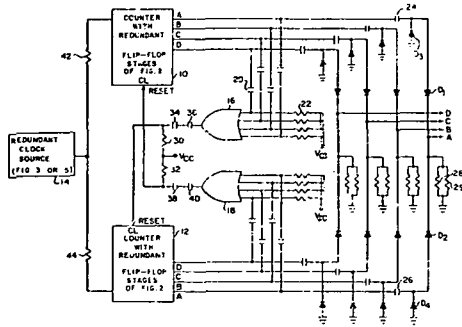 COUNTER WITH REDUNDANT
FLIP-FLOP STAGES OF FIG. 2
CL
RESET
10
A
B
C
D
24
D3
42
34
36
16
20
22
30
VCC
32
38
40
18
VCC
VCC
REDUNDANT CLOCK SOURCE
(FIG 3 OR 5)
14
D1
D
C
B
A
28
29
D2
44
RESET
CL
12
COUNTER WITH REDUNDANT
FLIP-FLOP STAGES OF FIG. 2
D
C
B
A
26
D4